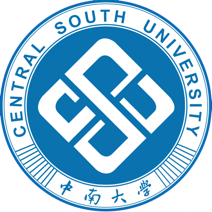 CENTRAL SOUTH UNIVERSITY
中南大学